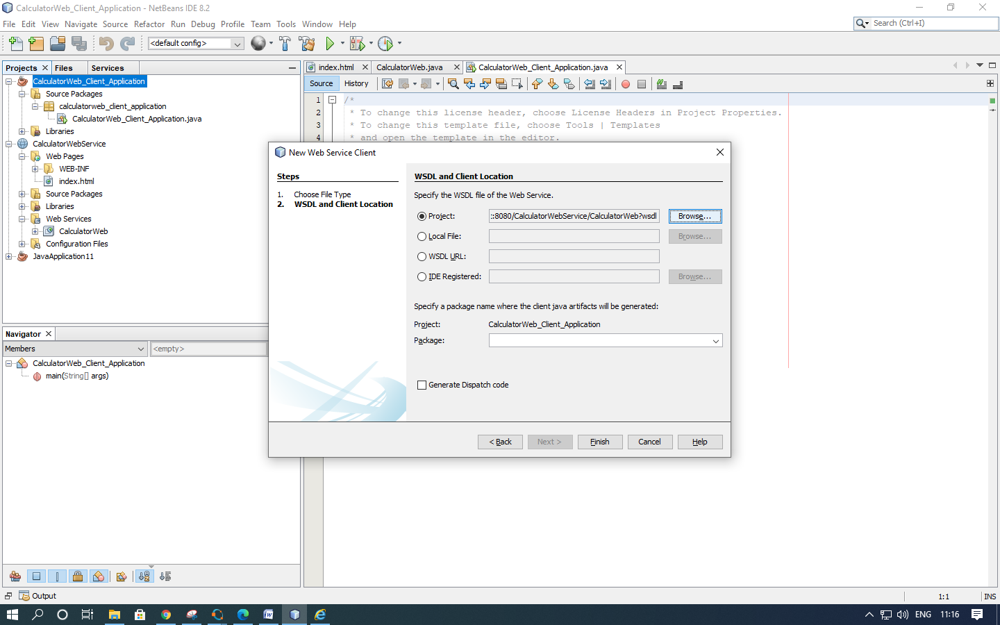 CalculatorWeb_Client_Application - NetBeans IDE 8.2
File Edit View Navigate Source Refactor Run Debug Profile Team Tools Window Help
Search (Ctrl+I)
<default config>
Projects Files Services
index.html CalculatorWeb.java CalculatorWeb_Client_Application.java
Source History
CalculatorWeb_Client_Application
Source Packages
calculatorweb_client_application
CalculatorWeb_Client_Application.java
Libraries
CalculatorWebService
Web Pages
WEB-INF
index.html
Source Packages
Libraries
Web Services
CalculatorWeb
Configuration Files
JavaApplication11
1 /*
2 * To change this license header, choose License Headers in Project Properties.
3 * To change this template file, choose Tools | Templates
4 * and open the template in the editor.
New Web Service Client
Steps
1. Choose File Type
2. WSDL and Client Location
WSDL and Client Location
Specify the WSDL file of the Web Service.
Project: ::8080/CalculatorWebService/CalculatorWeb?wsdl Browse...
Local File: Browse...
WSDL URL:
IDE Registered: Browse...
Specify a package name where the client java artifacts will be generated:
Project: CalculatorWeb_Client_Application
Package:
Generate Dispatch code
< Back Next > Finish Cancel Help
Navigator
Members <empty>
CalculatorWeb_Client_Application
main(String[] args)
Output
1:1 INS
ENG 11:16